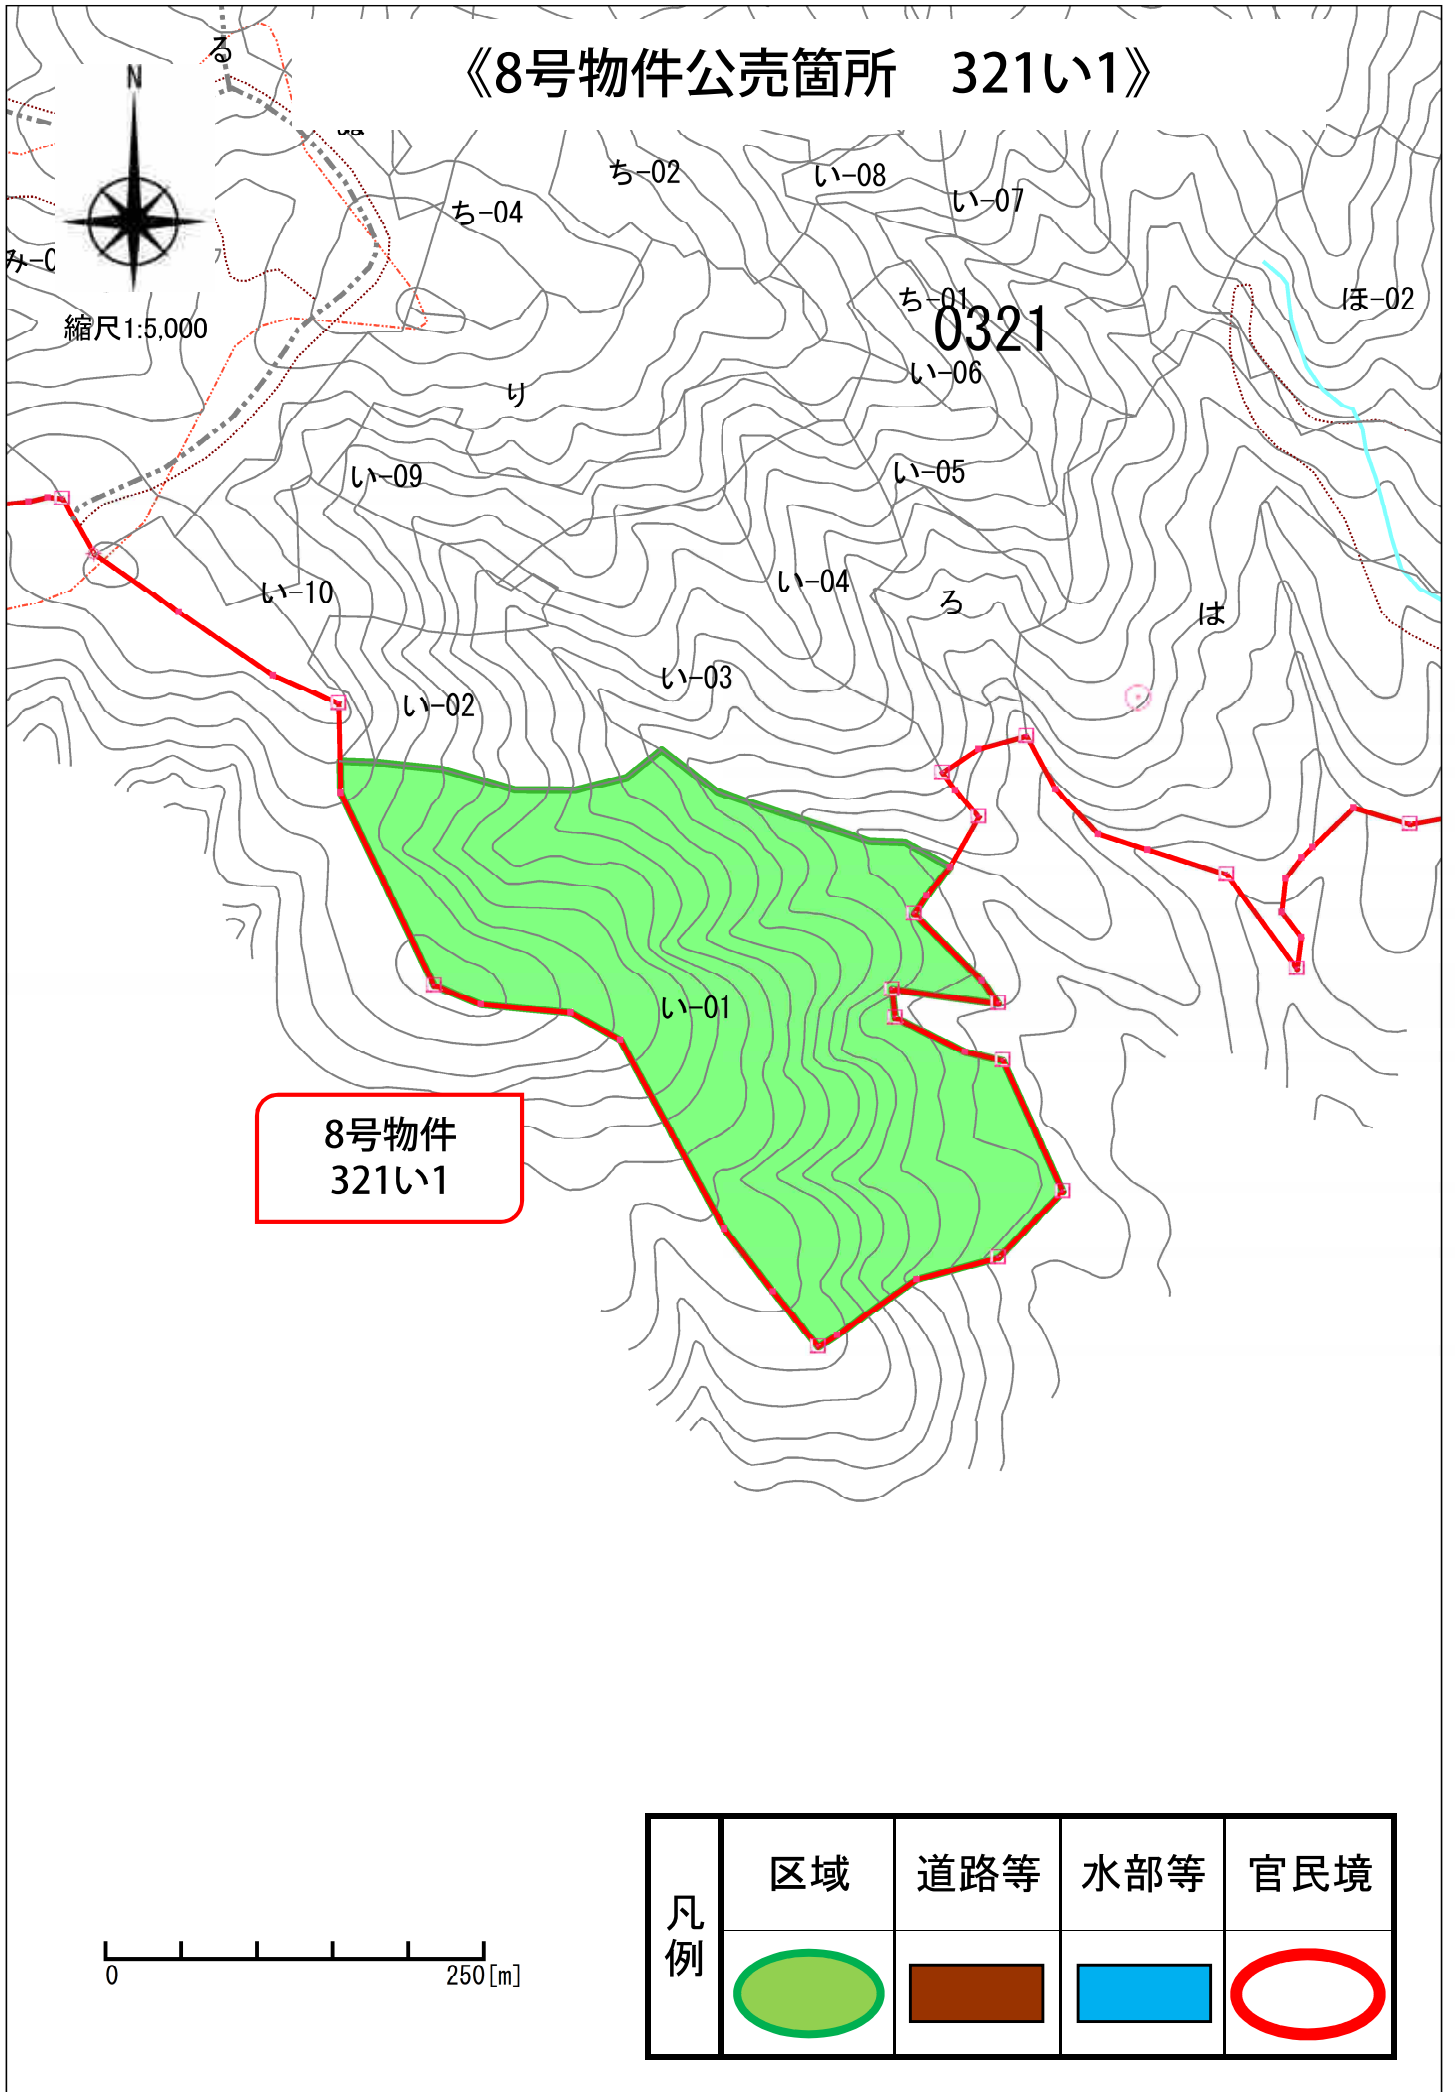 《8号物件公売箇所　321い1》
る
N
ち-02
い-08
い-07
ち-04
縮尺1:5,000
ち-01
0321
ほ-02
い-06
り
い-09
い-05
い-10
い-04
ろ
は
い-03
い-02
い-01
8号物件
321い1
凡例
区域
道路等
水部等
官民境
0
250[m]